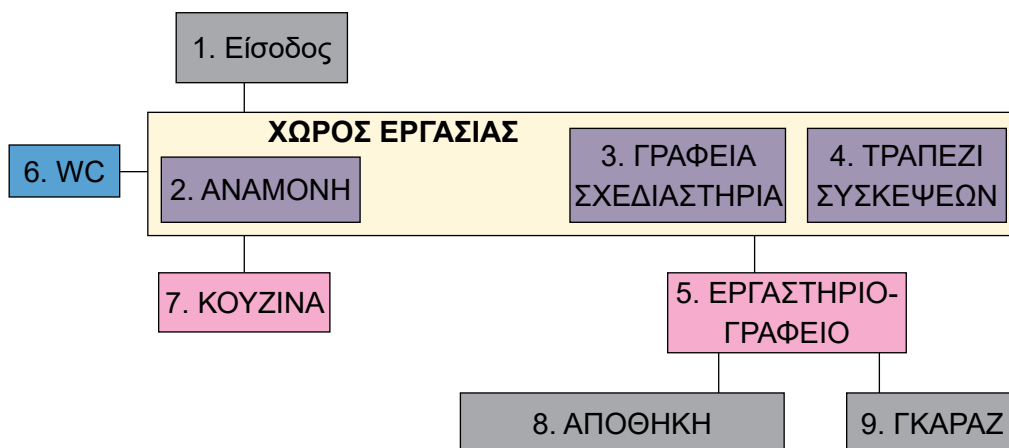 1. Είσοδος
ΧΩΡΟΣ ΕΡΓΑΣΙΑΣ
6. WC
2. ΑΝΑΜΟΝΗ
3. ΓΡΑΦΕΙΑ
ΣΧΕΔΙΑΣΤΗΡΙΑ
4. ΤΡΑΠΕΖΙ
ΣΥΣΚΕΨΕΩΝ
7. ΚΟΥΖΙΝΑ
5. ΕΡΓΑΣΤΗΡΙΟ-
ΓΡΑΦΕΙΟ
8. ΑΠΟΘΗΚΗ
9. ΓΚΑΡΑΖ